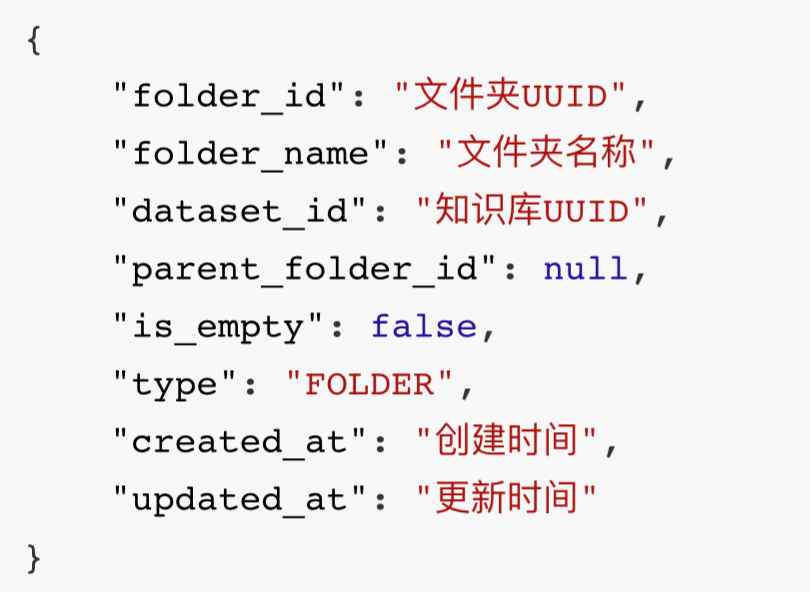 {
"folder_id": "文件夹UUID",
"folder_name": "文件夹名称",
"dataset_id": "知识库UUID",
"parent_folder_id": null,
"is_empty": false,
"type": "FOLDER",
"created_at": "创建时间",
"updated_at": "更新时间"
}